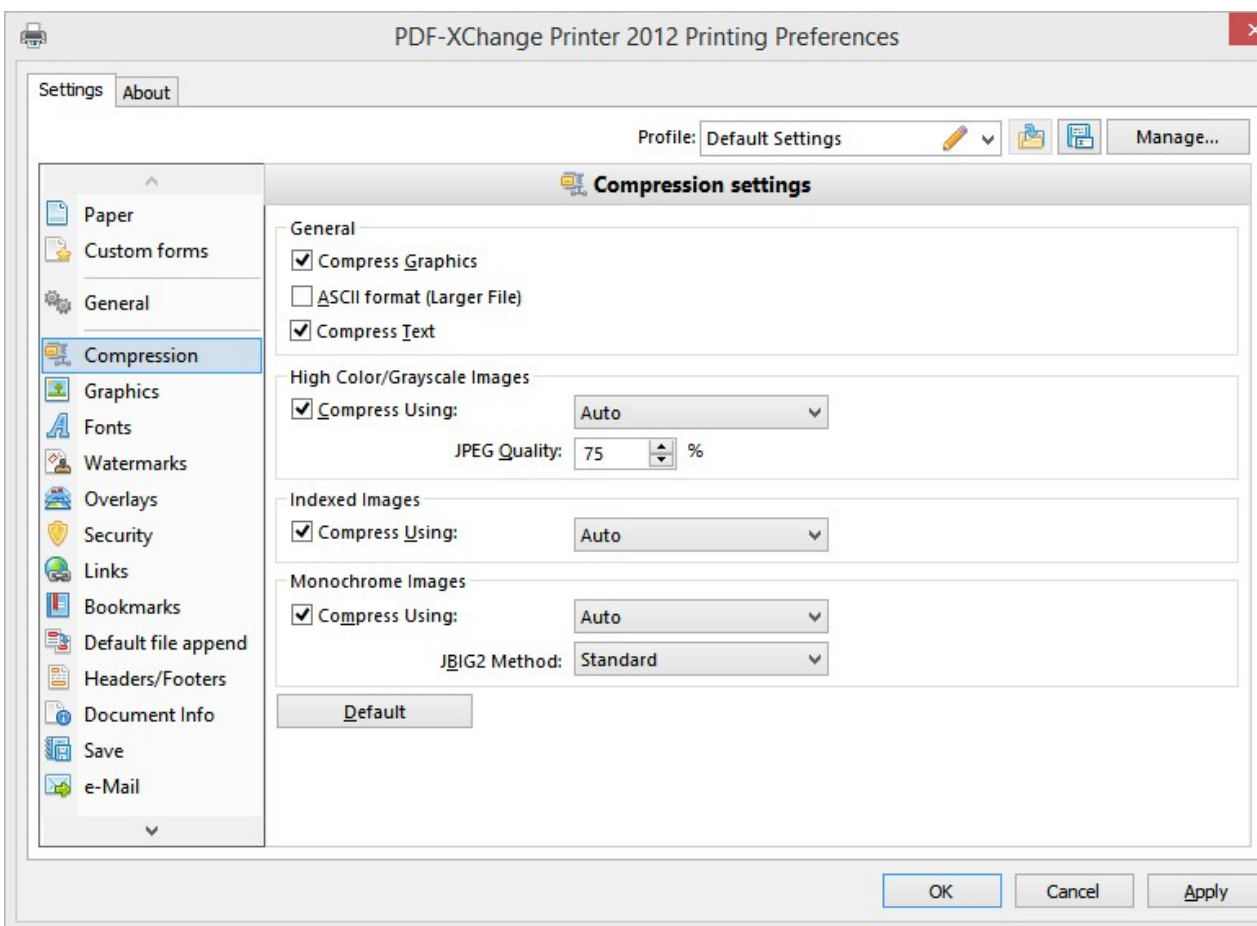 PDF-XChange Printer 2012 Printing Preferences
Settings
About
Profile:
Default Settings
Manage...
Paper
Custom forms
General
Compression
Graphics
Fonts
Watermarks
Overlays
Security
Links
Bookmarks
Default file append
Headers/Footers
Document Info
Save
e-Mail
Compression settings
General
Compress Graphics
ASCII format (Larger File)
Compress Text
High Color/Grayscale Images
Compress Using:
Auto
JPEG Quality:
75
%
Indexed Images
Compress Using:
Auto
Monochrome Images
Compress Using:
Auto
JBIG2 Method:
Standard
Default
OK
Cancel
Apply